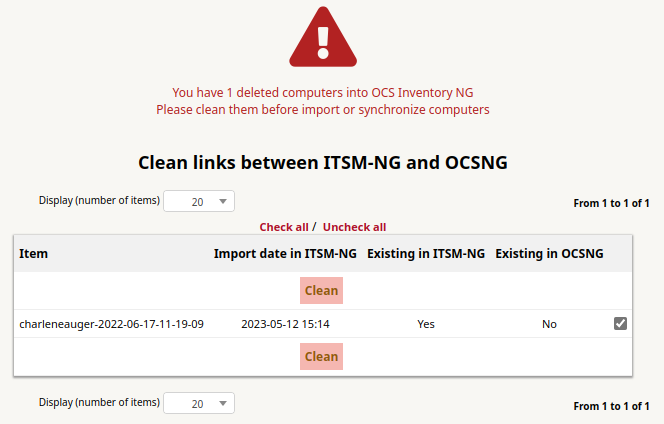 You have 1 deleted computers into OCS Inventory NG
Please clean them before import or synchronize computers
Clean links between ITSM-NG and OCSNG
Display (number of items) 20 From 1 to 1 of 1
Check all / Uncheck all
Item Import date in ITSM-NG Existing in ITSM-NG Existing in OCSNG
Clean
charleneauger-2022-06-17-11-19-09 2023-05-12 15:14 Yes No
Clean
Display (number of items) 20 From 1 to 1 of 1